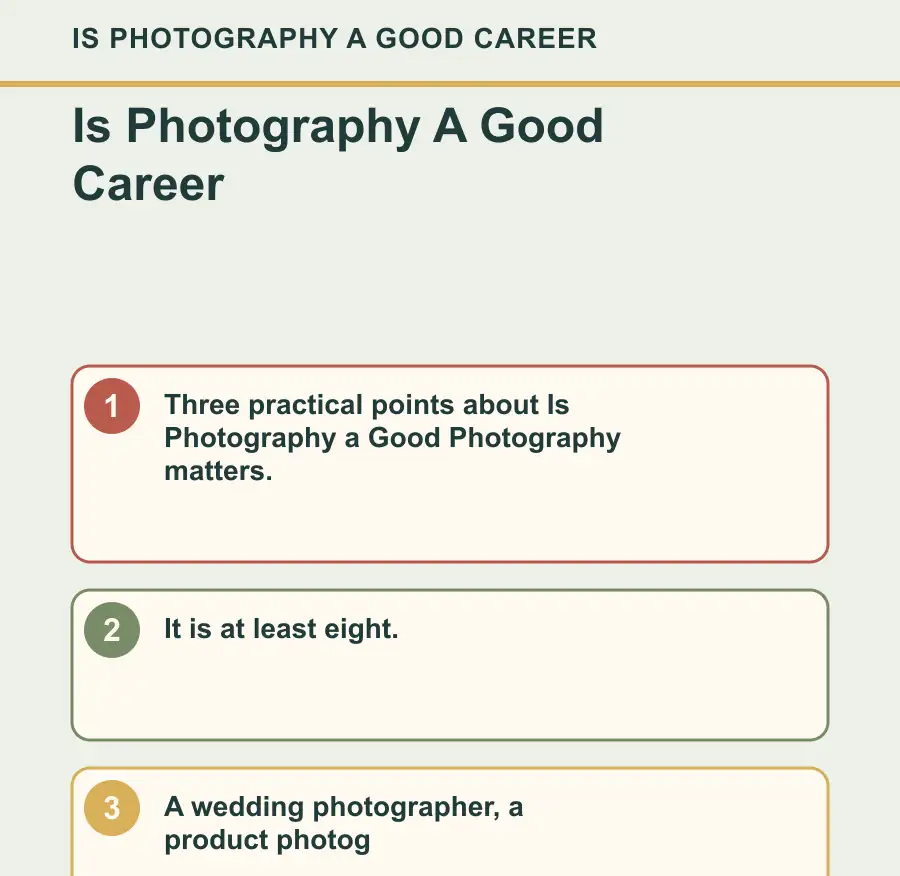 IS PHOTOGRAPHY A GOOD CAREER
Is Photography A Good
Career
1
Three practical points about Is
Photography a Good Photography
matters.
2
It is at least eight.
3
A wedding photographer, a
product photog